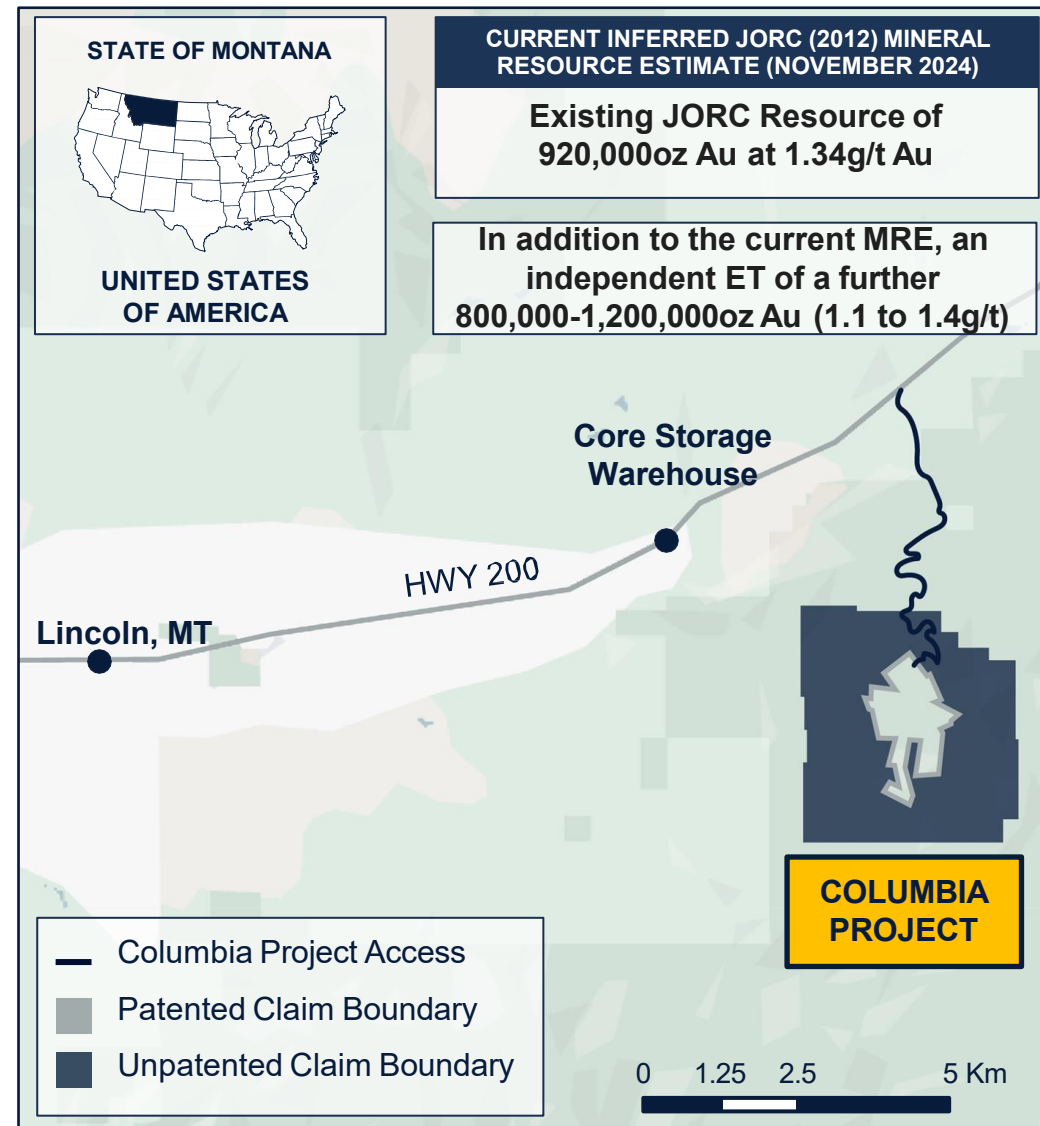 STATE OF MONTANA
UNITED STATES
OF AMERICA
CURRENT INFERRED JORC (2012) MINERAL
RESOURCE ESTIMATE (NOVEMBER 2024)
Existing JORC Resource of
920,000oz Au at 1.34g/t Au
In addition to the current MRE, an
independent ET of a further
800,000-1,200,000oz Au (1.1 to 1.4g/t)
Core Storage
Warehouse
HWY 200
Lincoln, MT
COLUMBIA
PROJECT
Columbia Project Access
Patented Claim Boundary
Unpatented Claim Boundary
0 1.25 2.5 5 Km